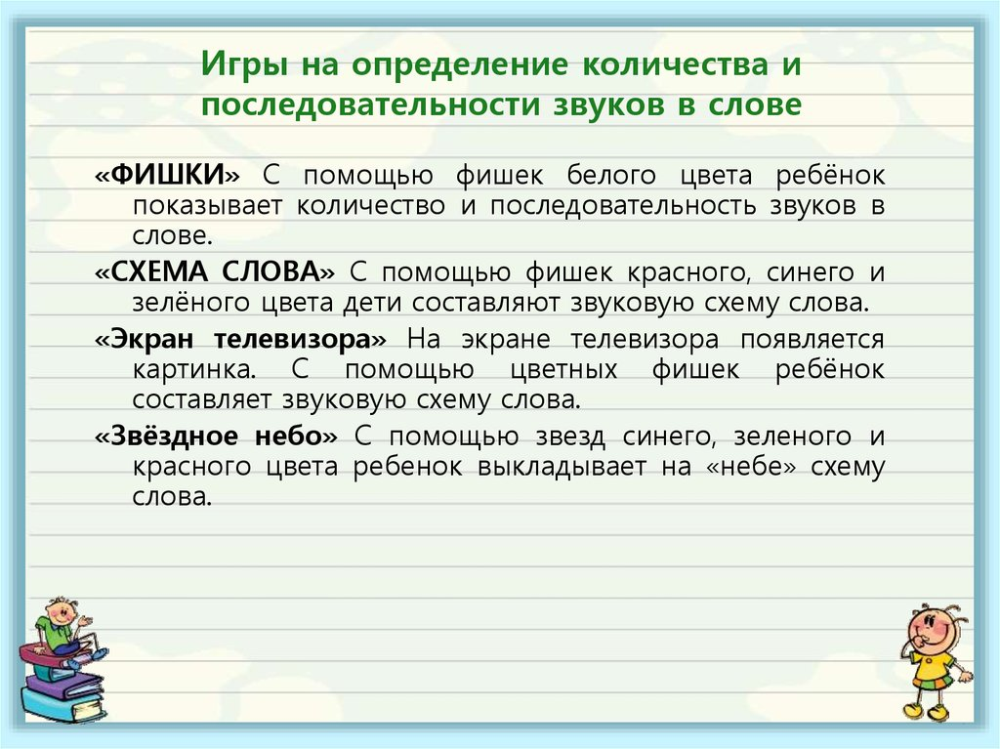 Игры на определение количества и
последовательности звуков в слове
«ФИШКИ» С помощью фишек белого цвета ребёнок
показывает количество и последовательность звуков в
слове.
«СХЕМА СЛОВА» С помощью фишек красного, синего и
зелёного цвета дети составляют звуковую схему слова.
«Экран телевизора» На экране телевизора появляется
картинка. С помощью цветных фишек ребёнок
составляет звуковую схему слова.
«Звёздное небо» С помощью звезд синего, зеленого и
красного цвета ребенок выкладывает на «небе» схему
слова.